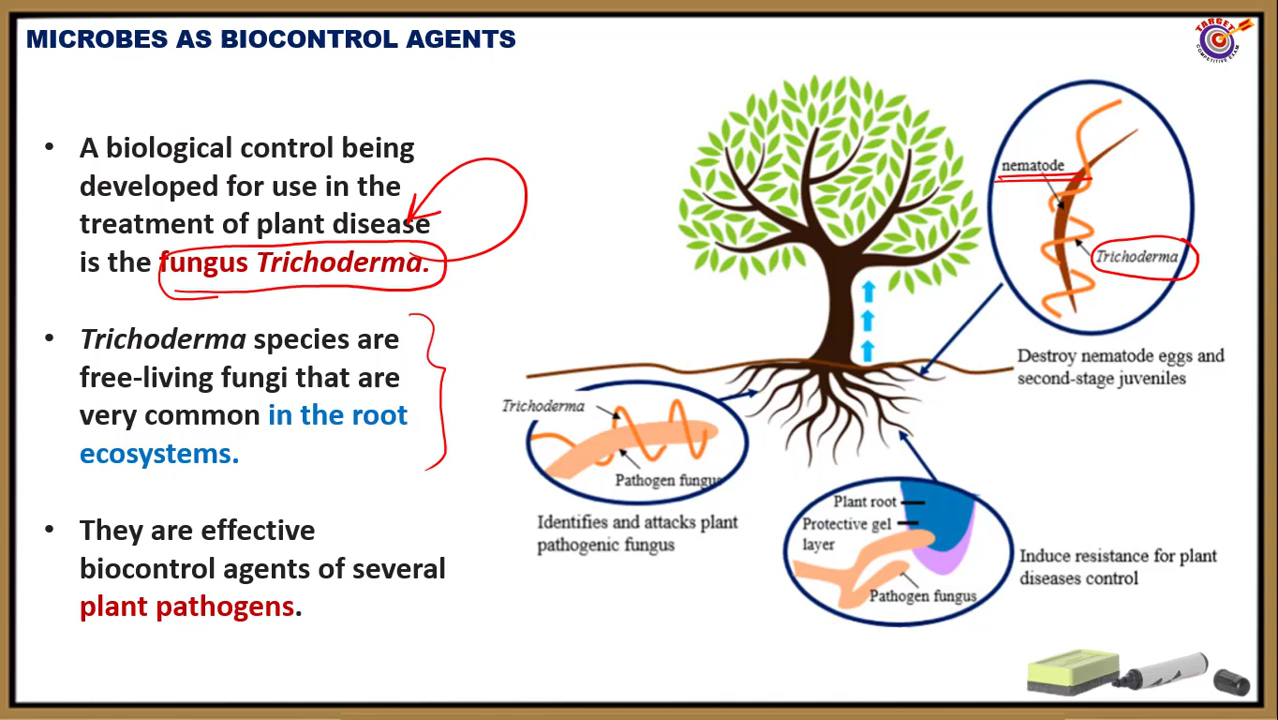 MICROBES AS BIOCONTROL AGENTS
TARGET
COMPETITIVE EXAM
• A biological control being
developed for use in the
treatment of plant disease
is the fungus Trichoderma.
• Trichoderma species are
free-living fungi that are
very common in the root
ecosystems.
• They are effective
biocontrol agents of several
plant pathogens.
nematode
Trichoderma
Destroy nematode eggs and
second-stage juveniles
Trichoderma
Pathogen fungus
Identifies and attacks plant
pathogenic fungus
Plant root
Protective gel
layer
Pathogen fungus
Induce resistance for plant
diseases control